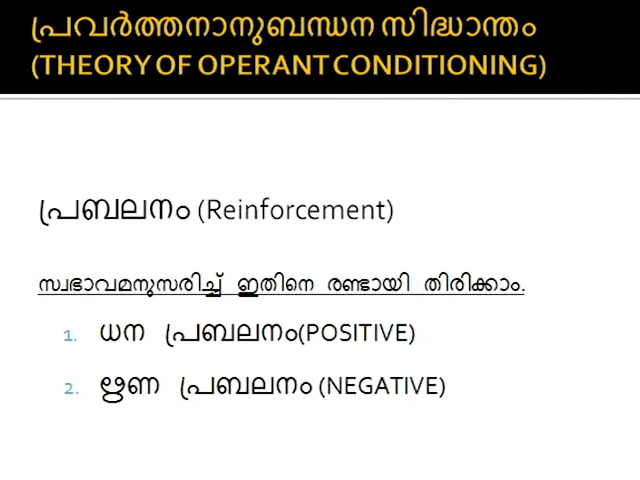 പ്രവർത്തനാനുബന്ധന സിദ്ധാന്തം
(THEORY OF OPERANT CONDITIONING)
പ്രബലനം (Reinforcement)
സ്വഭാവമനുസരിച്ച് ഇതിനെ രണ്ടായി തിരിക്കാം.
1. ധന പ്രബലനം(POSITIVE)
2. ഋണ പ്രബലനം (NEGATIVE)